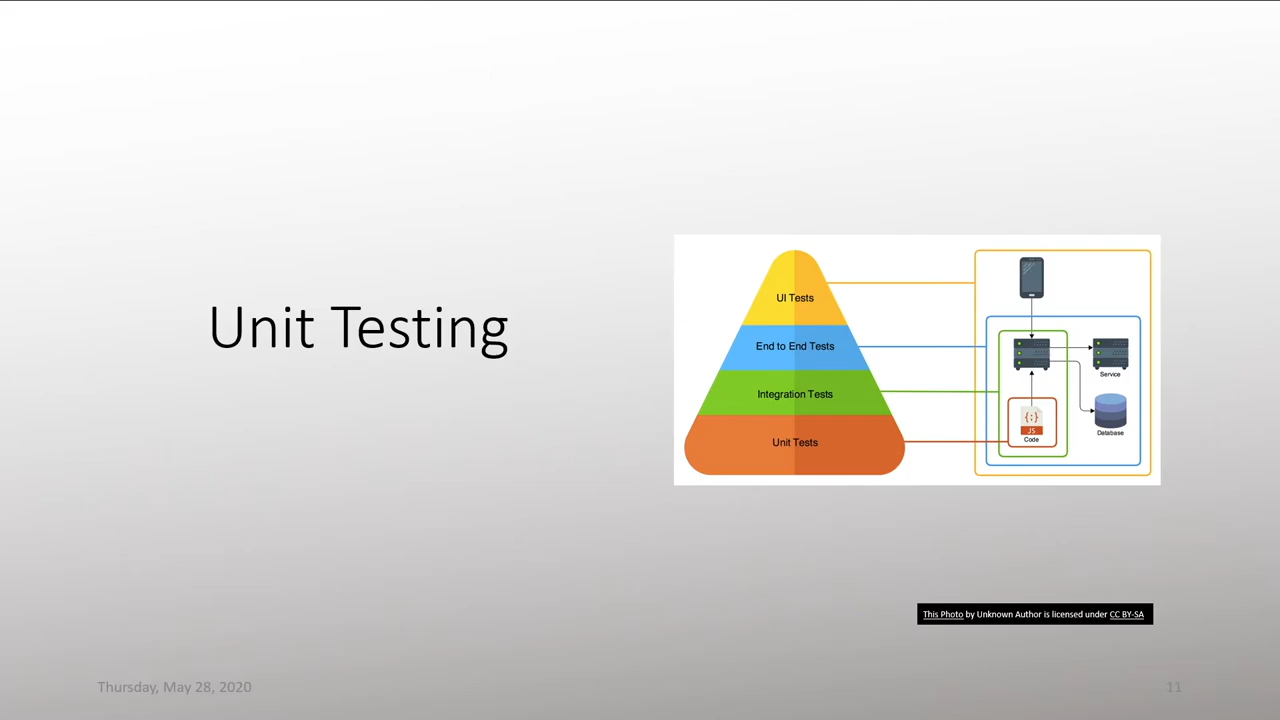 Unit Testing
UI Tests
End to End Tests
Integration Tests
Unit Tests
Service
{:}
JS
Code
Database
This Photo by Unknown Author is licensed under CC BY-SA
Thursday, May 28, 2020
11